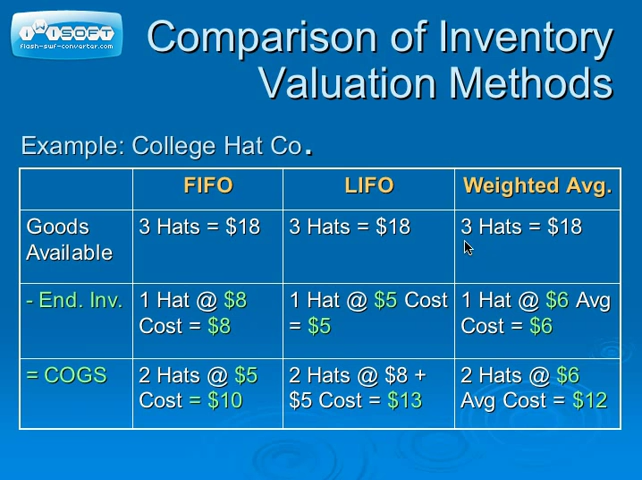 iWiSOFT
flash-swf-converter.com
Comparison of Inventory
Valuation Methods
Example: College Hat Co.
FIFO LIFO Weighted Avg.
Goods Available 3 Hats = $18 3 Hats = $18 3 Hats = $18
- End. Inv. 1 Hat @ $8 Cost = $8 1 Hat @ $5 Cost = $5 1 Hat @ $6 Avg Cost = $6
= COGS 2 Hats @ $5 Cost = $10 2 Hats @ $8 + $5 Cost = $13 2 Hats @ $6 Avg Cost = $12